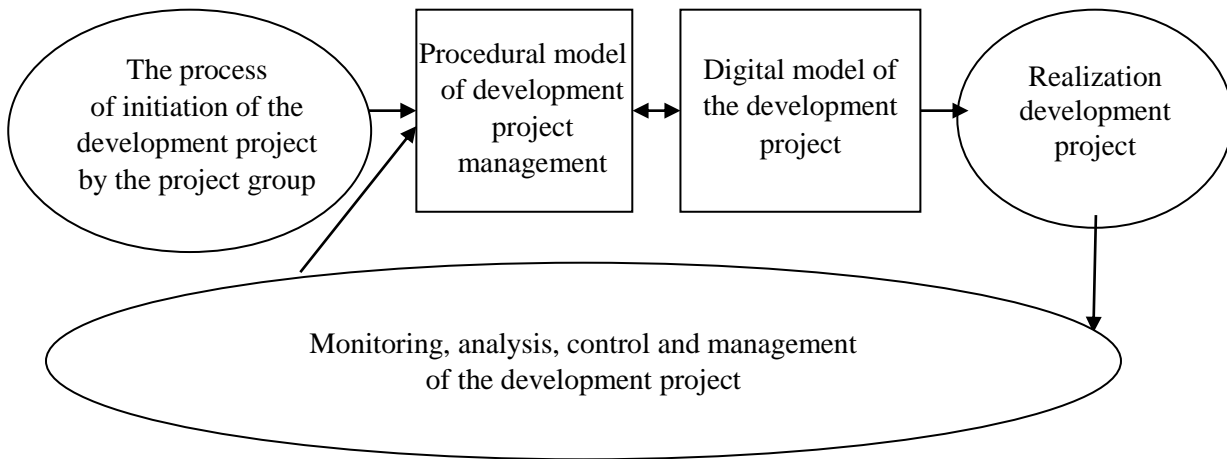 The process
of initiation of the
development project
by the project group
Procedural model
of development
project
management
Digital model of
the development
project
Realization
development
project
Monitoring, analysis, control and management
of the development project